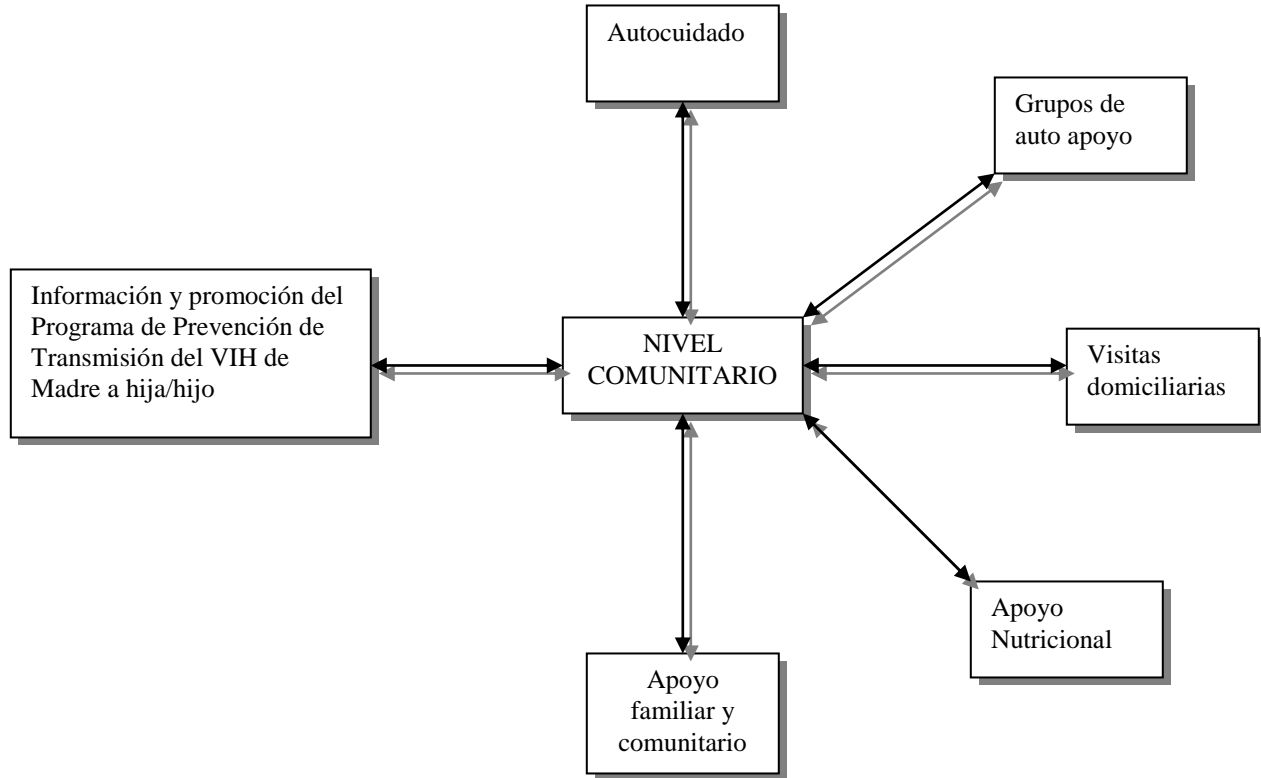 Autocuidado
Grupos de
auto apoyo
Información y promoción del
Programa de Prevención de
Transmisión del VIH de
Madre a hija/hijo
NIVEL
COMUNITARIO
Visitas
domiciliarias
Apoyo
Nutricional
Apoyo
familiar y
comunitario